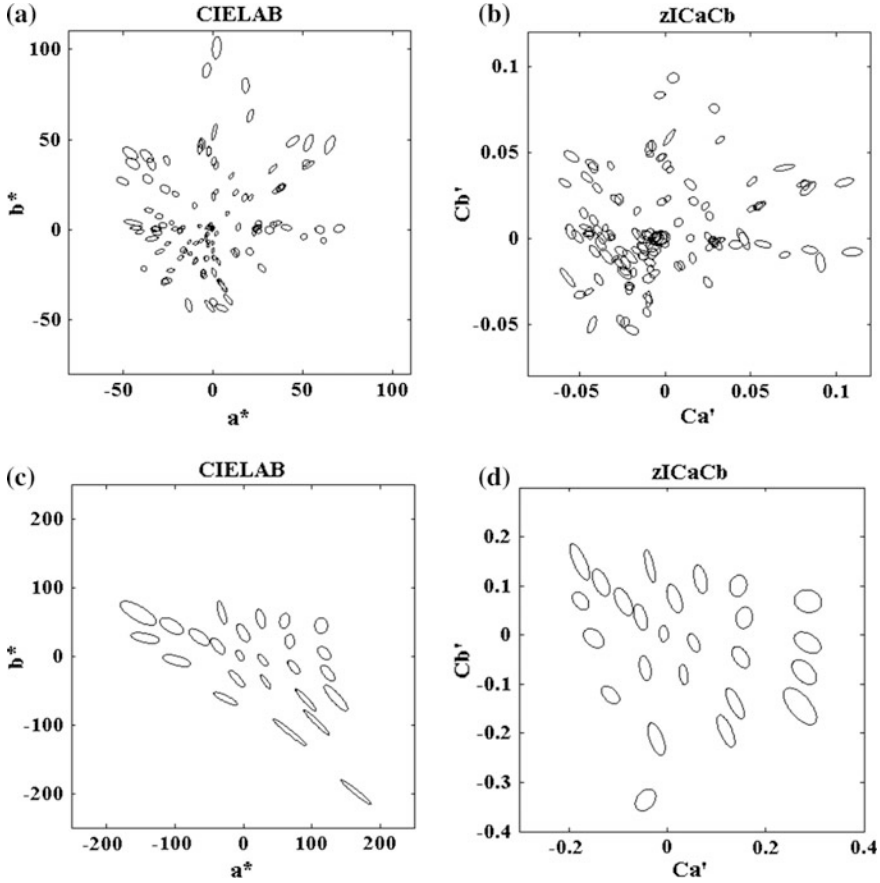 (a) CIELAB
100
50
0
-50
b*
-50 0 50 100
a*
(b) zICaCb
0.1
0.05
0
-0.05
Cb'
-0.05 0 0.05 0.1
Ca'
(c) CIELAB
200
100
0
-100
-200
b*
-200 -100 0 100 200
a*
(d) zICaCb
0.2
0.1
0
-0.1
-0.2
-0.3
-0.4
Cb'
-0.2 0 0.2 0.4
Ca'